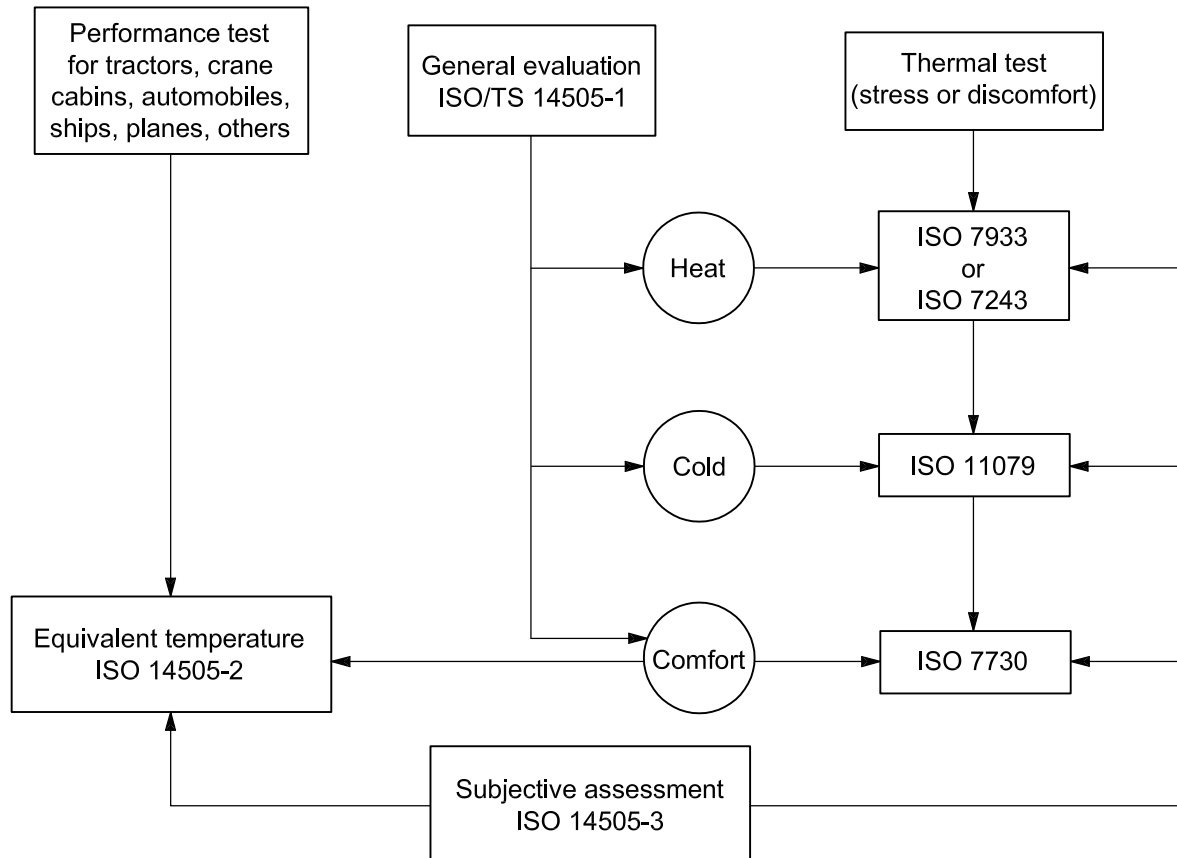 Performance test
for tractors, crane
cabins, automobiles,
ships, planes, others
General evaluation
ISO/TS 14505-1
Thermal test
(stress or discomfort)
Heat
ISO 7933
or
ISO 7243
Cold
ISO 11079
Equivalent temperature
ISO 14505-2
Comfort
ISO 7730
Subjective assessment
ISO 14505-3